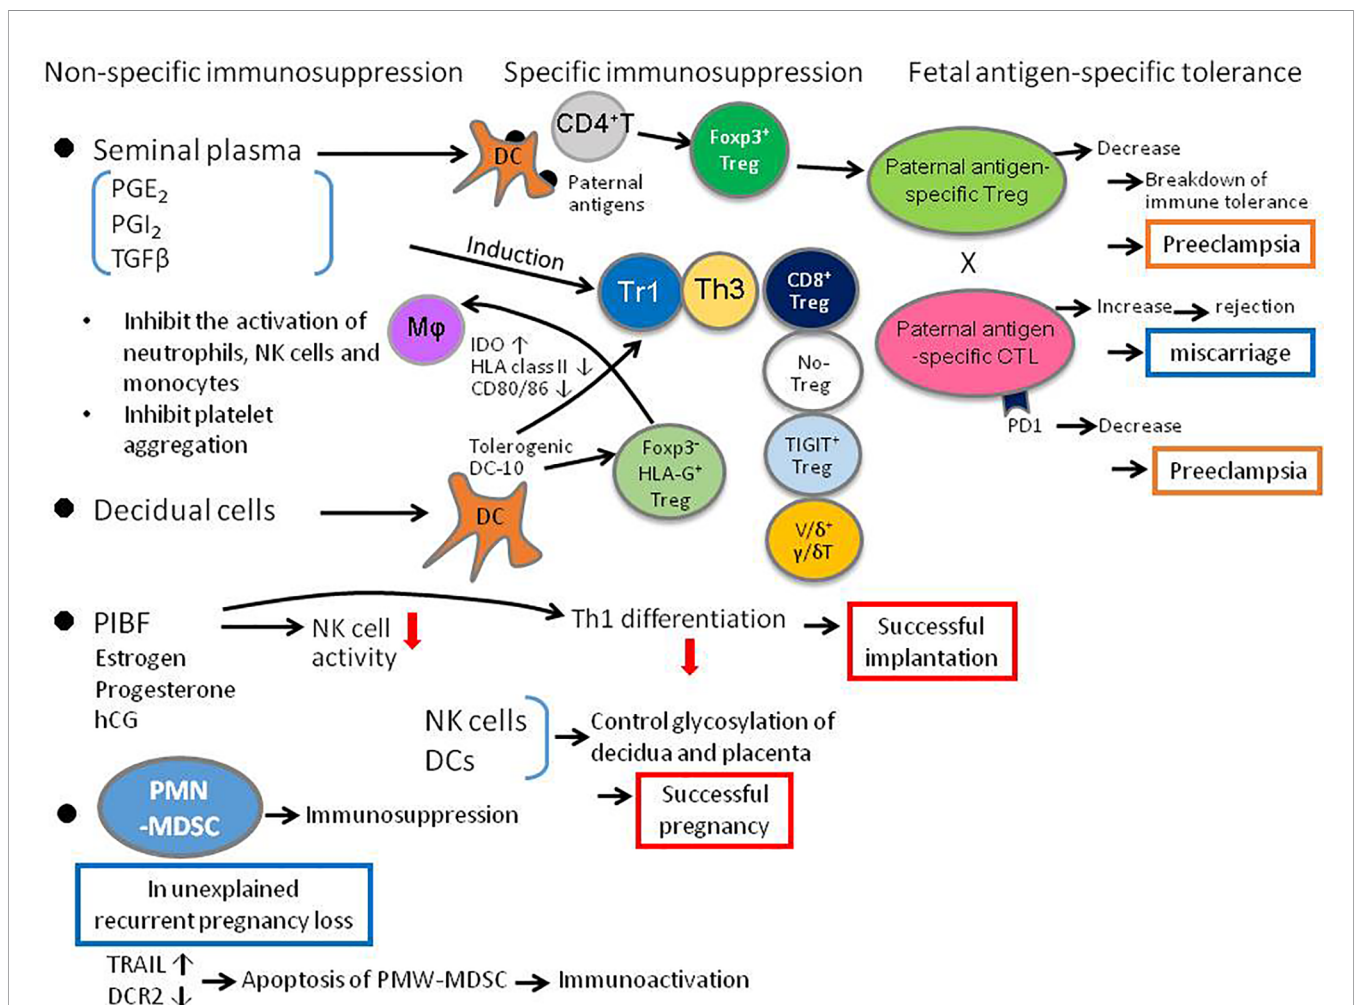 Non-specific immunosuppression
Specific immunosuppression
Fetal antigen-specific tolerance
Seminal plasma
PGE₂
PGI₂
TGFβ
DC
CD4⁺T
Paternal
antigens
Foxp3⁺
Treg
Paternal antigen-
specific Treg
Decrease
Breakdown of
immune tolerance
Preeclampsia
X
Induction
Tr1
Th3
CD8⁺
Treg
Paternal antigen
-specific CTL
Increase
rejection
miscarriage
PD1
Decrease
Preeclampsia
• Inhibit the activation of
neutrophils, NK cells and
monocytes
• Inhibit platelet
aggregation
Mφ
IDO ↑
HLA class II ↓
CD80/86 ↓
No-
Treg
TIGIT⁺
Treg
V/δ⁺
γ/δT
Tolerogenic
DC-10
Foxp3⁻
HLA-G⁺
Treg
Decidual cells
DC
PIBF
Estrogen
Progesterone
hCG
NK cell
activity
Th1 differentiation
Successful
implantation
NK cells
DCs
Control glycosylation of
decidua and placenta
Successful
pregnancy
PMN
-MDSC
Immunosuppression
In unexplained
recurrent pregnancy loss
TRAIL ↑
DCR2 ↓
Apoptosis of PMW-MDSC
Immunoactivation